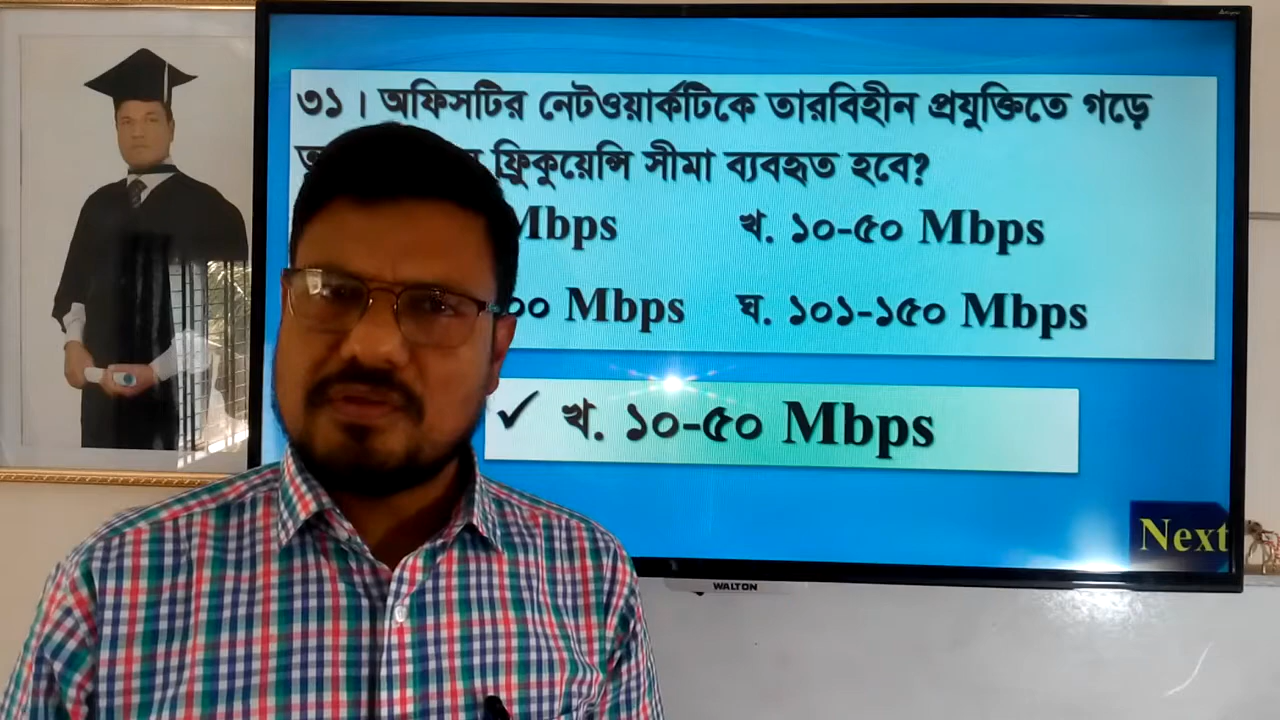 ৩১। অফিসটির নেটওয়ার্কটিকে তারবিহীন প্রযুক্তিতে গড়ে
ফ্রিকুয়েন্সি সীমা ব্যবহৃত হবে?
Mbps
খ. ১০-৫০ Mbps
০০ Mbps
ঘ. ১০১-১৫০ Mbps
✓ খ. ১০-৫০ Mbps
Next
WALTON